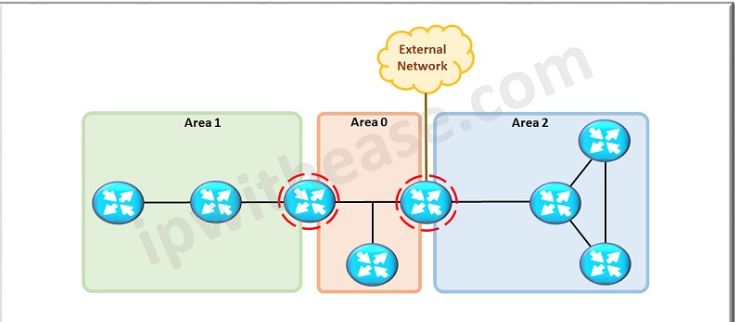 External
Network
Area 1
Area 0
Area 2
ipwithease.com